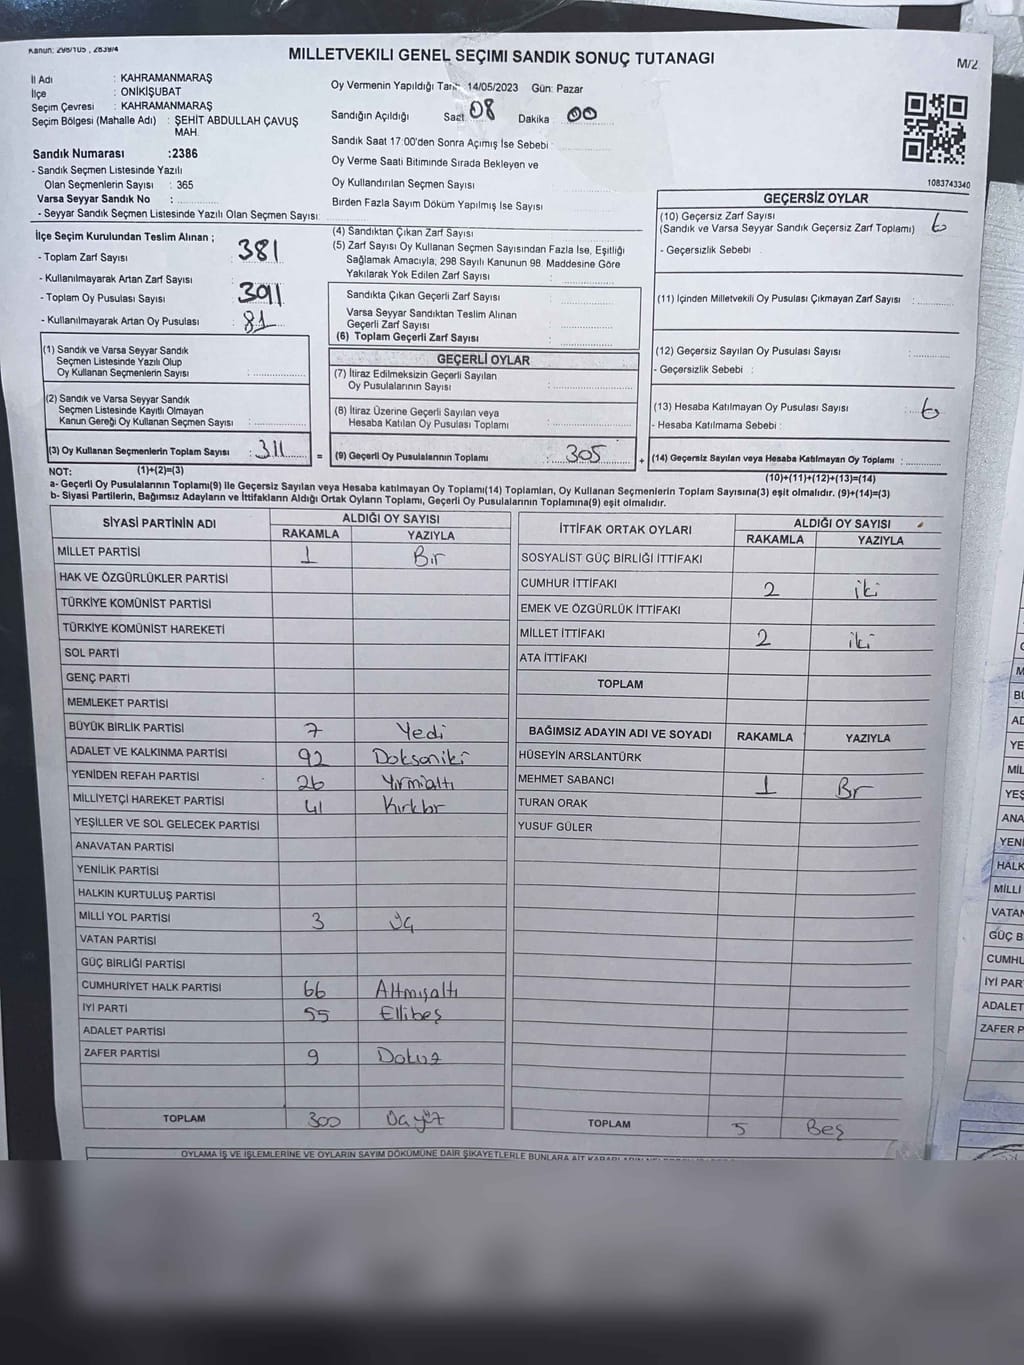 Kanun: 298/105 , 2839/4
MİLLETVEKİLİ GENEL SEÇİMİ SANDIK SONUÇ TUTANAĞI
M/2
İl Adı : KAHRAMANMARAŞ
İlçe : ONİKİŞUBAT
Seçim Çevresi : KAHRAMANMARAŞ
Seçim Bölgesi (Mahalle Adı) : ŞEHİT ABDULLAH ÇAVUŞ
MAH.
Sandık Numarası :2386
- Sandık Seçmen Listesinde Yazılı
Olan Seçmenlerin Sayısı : 365
Varsa Seyyar Sandık No :
- Seyyar Sandık Seçmen Listesinde Yazılı Olan Seçmen Sayısı:
Oy Vermenin Yapıldığı Tarih: 14/05/2023 Gün: Pazar
Sandığın Açıldığı Saat 08 Dakika 00
Sandık Saat 17:00'den Sonra Açımış İse Sebebi :
Oy Verme Saati Bitiminde Sırada Bekleyen ve
Oy Kullandırılan Seçmen Sayısı
Birden Fazla Sayım Döküm Yapılmış İse Sayısı
1083743340
İlçe Seçim Kurulundan Teslim Alınan ;
- Toplam Zarf Sayısı : 381
- Kullanılmayarak Artan Zarf Sayısı :
- Toplam Oy Pusulası Sayısı : 391
- Kullanılmayarak Artan Oy Pusulası : 81
(1) Sandık ve Varsa Seyyar Sandık
Seçmen Listesinde Yazılı Olup
Oy Kullanan Seçmenlerin Sayısı :
(2) Sandık ve Varsa Seyyar Sandık
Seçmen Listesinde Kayıtlı Olmayan
Kanun Gereği Oy Kullanan Seçmen Sayısı :
(3) Oy Kullanan Seçmenlerin Toplam Sayısı : 311
(4) Sandıktan Çıkan Zarf Sayısı
(5) Zarf Sayısı Oy Kullanan Seçmen Sayısından Fazla İse, Eşitliği
Sağlamak Amacıyla, 298 Sayılı Kanunun 98. Maddesine Göre
Yakılarak Yok Edilen Zarf Sayısı :
Sandıkta Çıkan Geçerli Zarf Sayısı :
Varsa Seyyar Sandıktan Teslim Alınan
Geçerli Zarf Sayısı :
(6) Toplam Geçerli Zarf Sayısı :
GEÇERLİ OYLAR
(7) İtiraz Edilmeksizin Geçerli Sayılan
Oy Pusulalarının Sayısı :
(8) İtiraz Üzerine Geçerli Sayılan veya
Hesaba Katılan Oy Pusulalarının Toplamı :
= (9) Geçerli Oy Pusulalarının Toplamı : 305
GEÇERSİZ OYLAR
(10) Geçersiz Zarf Sayısı
(Sandık ve Varsa Seyyar Sandık Geçersiz Zarf Toplamı) : 6
- Geçersizlik Sebebi :
(11) İçinden Milletvekili Oy Pusulası Çıkmayan Zarf Sayısı :
(12) Geçersiz Sayılan Oy Pusulası Sayısı :
- Geçersizlik Sebebi :
(13) Hesaba Katılmayan Oy Pusulası Sayısı : 6
- Hesaba Katılmama Sebebi :
+ (14) Geçersiz Sayılan veya Hesaba Katılmayan Oy Toplamı :
NOT: (1)+(2)=(3) (10)+(11)+(12)+(13)=(14)
a- Geçerli Oy Pusulalarının Toplamı(9) İle Geçersiz Sayılan veya Hesaba katılmayan Oy Toplamı(14) Toplamları, Oy Kullanan Seçmenlerin Toplam Sayısına(3) eşit olmalıdır. (9)+(14)=(3)
b- Siyasi Partilerin, Bağımsız Adayların ve İttifakların Aldığı Ortak Oyların Toplamı, Geçerli Oy Pusulalarının Toplamına(9) eşit olmalıdır.
SİYASİ PARTİNİN ADI ALDIĞI OY SAYISI
RAKAMLA YAZIYLA
MİLLET PARTİSİ 1 Bir
HAK VE ÖZGÜRLÜKLER PARTİSİ
TÜRKİYE KOMÜNİST PARTİSİ
TÜRKİYE KOMÜNİST HAREKETİ
SOL PARTİ
GENÇ PARTİ
MEMLEKET PARTİSİ
BÜYÜK BİRLİK PARTİSİ 7 Yedi
ADALET VE KALKINMA PARTİSİ 92 Doksaniki
YENİDEN REFAH PARTİSİ 26 Yirmialtı
MİLLİYETÇİ HAREKET PARTİSİ 41 Kırkbir
YEŞİLLER VE SOL GELECEK PARTİSİ
ANAVATAN PARTİSİ
YENİLİK PARTİSİ
HALKIN KURTULUŞ PARTİSİ
MİLLİ YOL PARTİSİ 3 Üç
VATAN PARTİSİ
GÜÇ BİRLİĞİ PARTİSİ
CUMHURİYET HALK PARTİSİ 66 Altmışaltı
İYİ PARTİ 55 Ellibeş
ADALET PARTİSİ
ZAFER PARTİSİ 9 Dokuz
TOPLAM 300 Üçyüz
İTTİFAK ORTAK OYLARI ALDIĞI OY SAYISI
RAKAMLA YAZIYLA
SOSYALİST GÜÇ BİRLİĞİ İTTİFAKI
CUMHUR İTTİFAKI 2 iki
EMEK VE ÖZGÜRLÜK İTTİFAKI
MİLLET İTTİFAKI 2 iki
ATA İTTİFAKI
TOPLAM
BAĞIMSIZ ADAYIN ADI VE SOYADI RAKAMLA YAZIYLA
HÜSEYİN ARSLANTÜRK
MEHMET SABANCI 1 Bir
TURAN ORAK
YUSUF GÜLER
TOPLAM 5 Beş
OYLAMA İŞ VE İŞLEMLERİNE VE OYLARIN SAYIM DÖKÜMÜNE DAİR ŞİKAYETLERLE BUNLARA AİT
YENİ
HALK
MİLLİ
VATAN
GÜÇ B
CUMHU
İYİ PAR
ADALET
ZAFER P